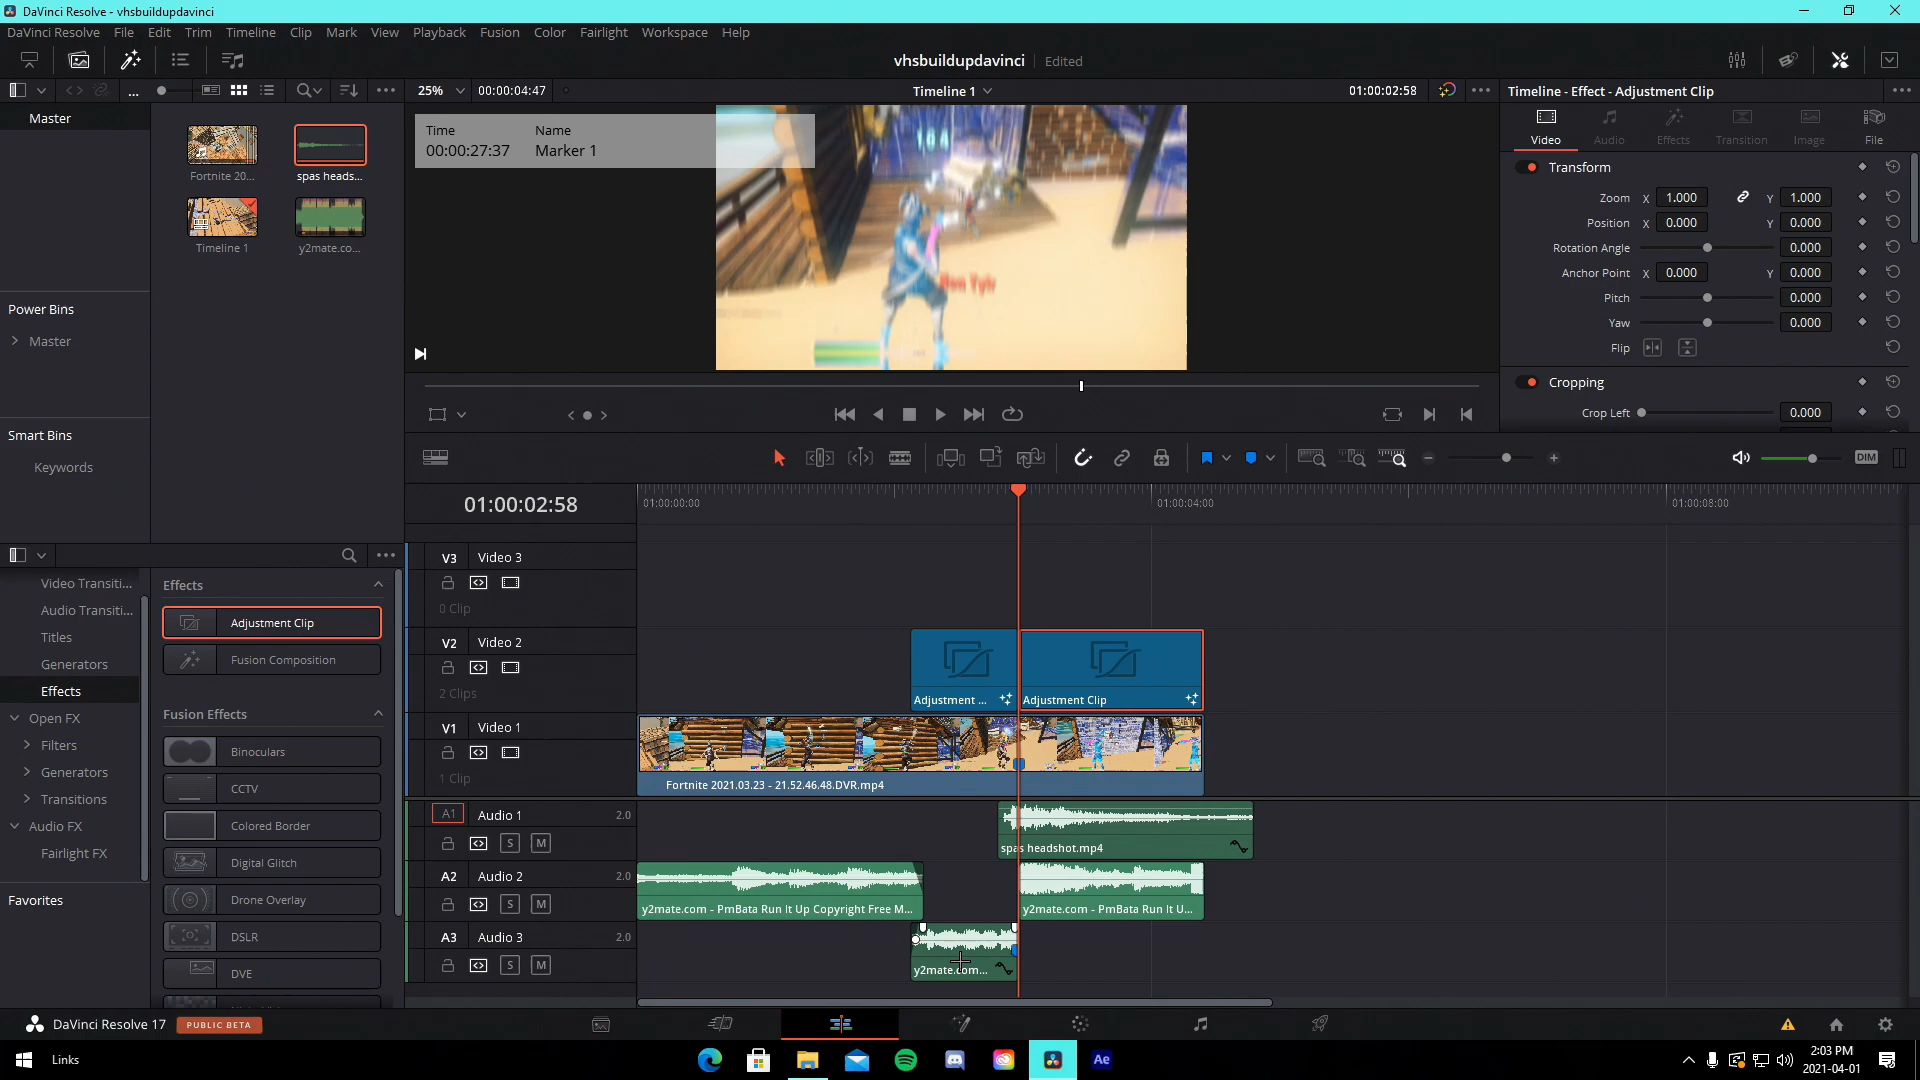 DaVinci Resolve - vhsbuildupdavinci
DaVinci Resolve File Edit Trim Timeline Clip Mark View Playback Fusion Color Fairlight Workspace Help
vhsbuildupdavinci Edited
25% 00:00:04:47 Timeline 1 01:00:02:58 Timeline - Effect - Adjustment Clip
Master
Time Name
00:00:27:37 Marker 1
Fortnite 20... spas heads...
Timeline 1 y2mate.co...
Power Bins
Master
Smart Bins
Keywords
Video Audio Effects Transition Image File
Transform
Zoom X 1.000 Y 1.000
Position X 0.000 Y 0.000
Rotation Angle 0.000
Anchor Point X 0.000 Y 0.000
Pitch 0.000
Yaw 0.000
Flip
Cropping
Crop Left 0.000
DIM
01:00:02:58
01:00:00:00 01:00:04:00 01:00:08:00
Video Transiti...
Audio Transiti...
Titles
Generators
Effects
Open FX
Filters
Generators
Transitions
Audio FX
Fairlight FX
Favorites
Effects
Adjustment Clip
Fusion Composition
Fusion Effects
Binoculars
CCTV
Colored Border
Digital Glitch
Drone Overlay
DSLR
DVE
V3 Video 3
0 Clip
V2 Video 2
2 Clips
Adjustment ... Adjustment Clip
V1 Video 1
1 Clip
Fortnite 2021.03.23 - 21.52.46.48.DVR.mp4
A1 Audio 1 2.0
S M
spas headshot.mp4
A2 Audio 2 2.0
S M
y2mate.com - PmBata Run It Up Copyright Free M... y2mate.com - PmBata Run It U...
A3 Audio 3 2.0
S M
y2mate.com...
DaVinci Resolve 17 PUBLIC BETA
Links
Ae
2:03 PM
2021-04-01